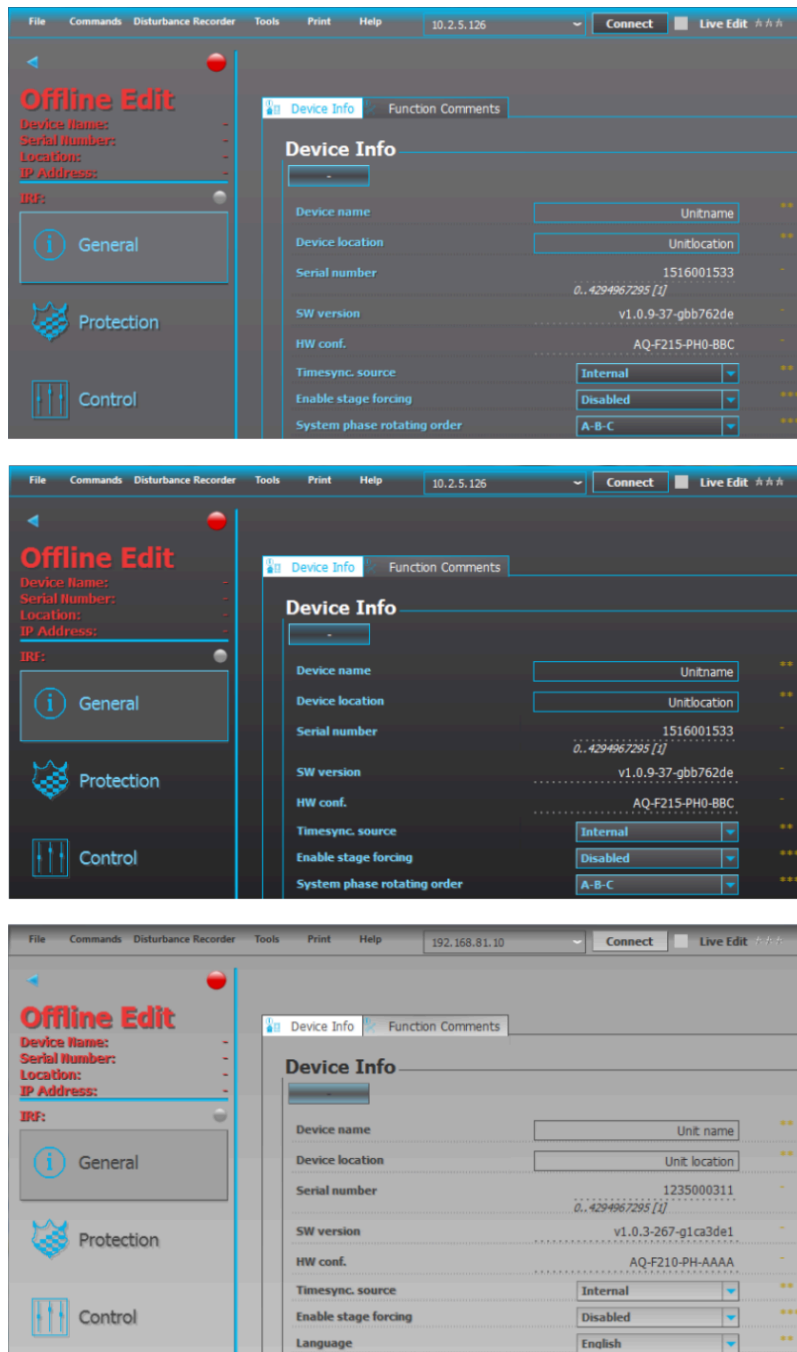 File Commands Disturbance Recorder Tools Print Help 10.2.5.126 Connect Live Edit
Offline Edit
Device Name: -
Serial Number: -
Location: -
IP Address: -
IRF:
General
Protection
Control
Device Info Function Comments
Device Info
-
Device name Unitname **
Device location Unitlocation **
Serial number 1516001533 -
0..4294967295 [1]
SW version v1.0.9-37-gbb762de -
HW conf. AQ-F215-PH0-BBC -
Timesync. source Internal **
Enable stage forcing Disabled ***
System phase rotating order A-B-C ***
File Commands Disturbance Recorder Tools Print Help 10.2.5.126 Connect Live Edit
Offline Edit
Device Name: -
Serial Number: -
Location: -
IP Address: -
IRF:
General
Protection
Control
Device Info Function Comments
Device Info
-
Device name Unitname **
Device location Unitlocation **
Serial number 1516001533 -
0..4294967295 [1]
SW version v1.0.9-37-gbb762de -
HW conf. AQ-F215-PH0-BBC -
Timesync. source Internal **
Enable stage forcing Disabled ***
System phase rotating order A-B-C ***
File Commands Disturbance Recorder Tools Print Help 192.168.81.10 Connect Live Edit
Offline Edit
Device Name: -
Serial Number: -
Location: -
IP Address: -
IRF:
General
Protection
Control
Device Info Function Comments
Device Info
-
Device name Unit name **
Device location Unit location **
Serial number 1235000311 -
0..4294967295 [1]
SW version v1.0.3-267-g1ca3de1 -
HW conf. AQ-F210-PH-AAAA -
Timesync. source Internal **
Enable stage forcing Disabled ***
Language English **